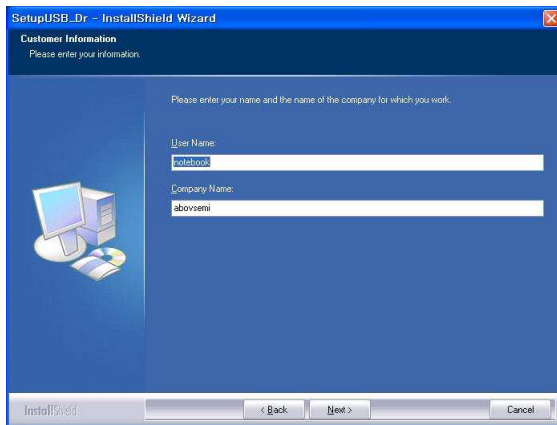 SetupUSB_Dr - InstallShield Wizard
Customer Information
Please enter your information.
Please enter your name and the name of the company for which you work.
User Name:
notebook
Company Name:
abovsemi
InstallShield
< Back
Next >
Cancel